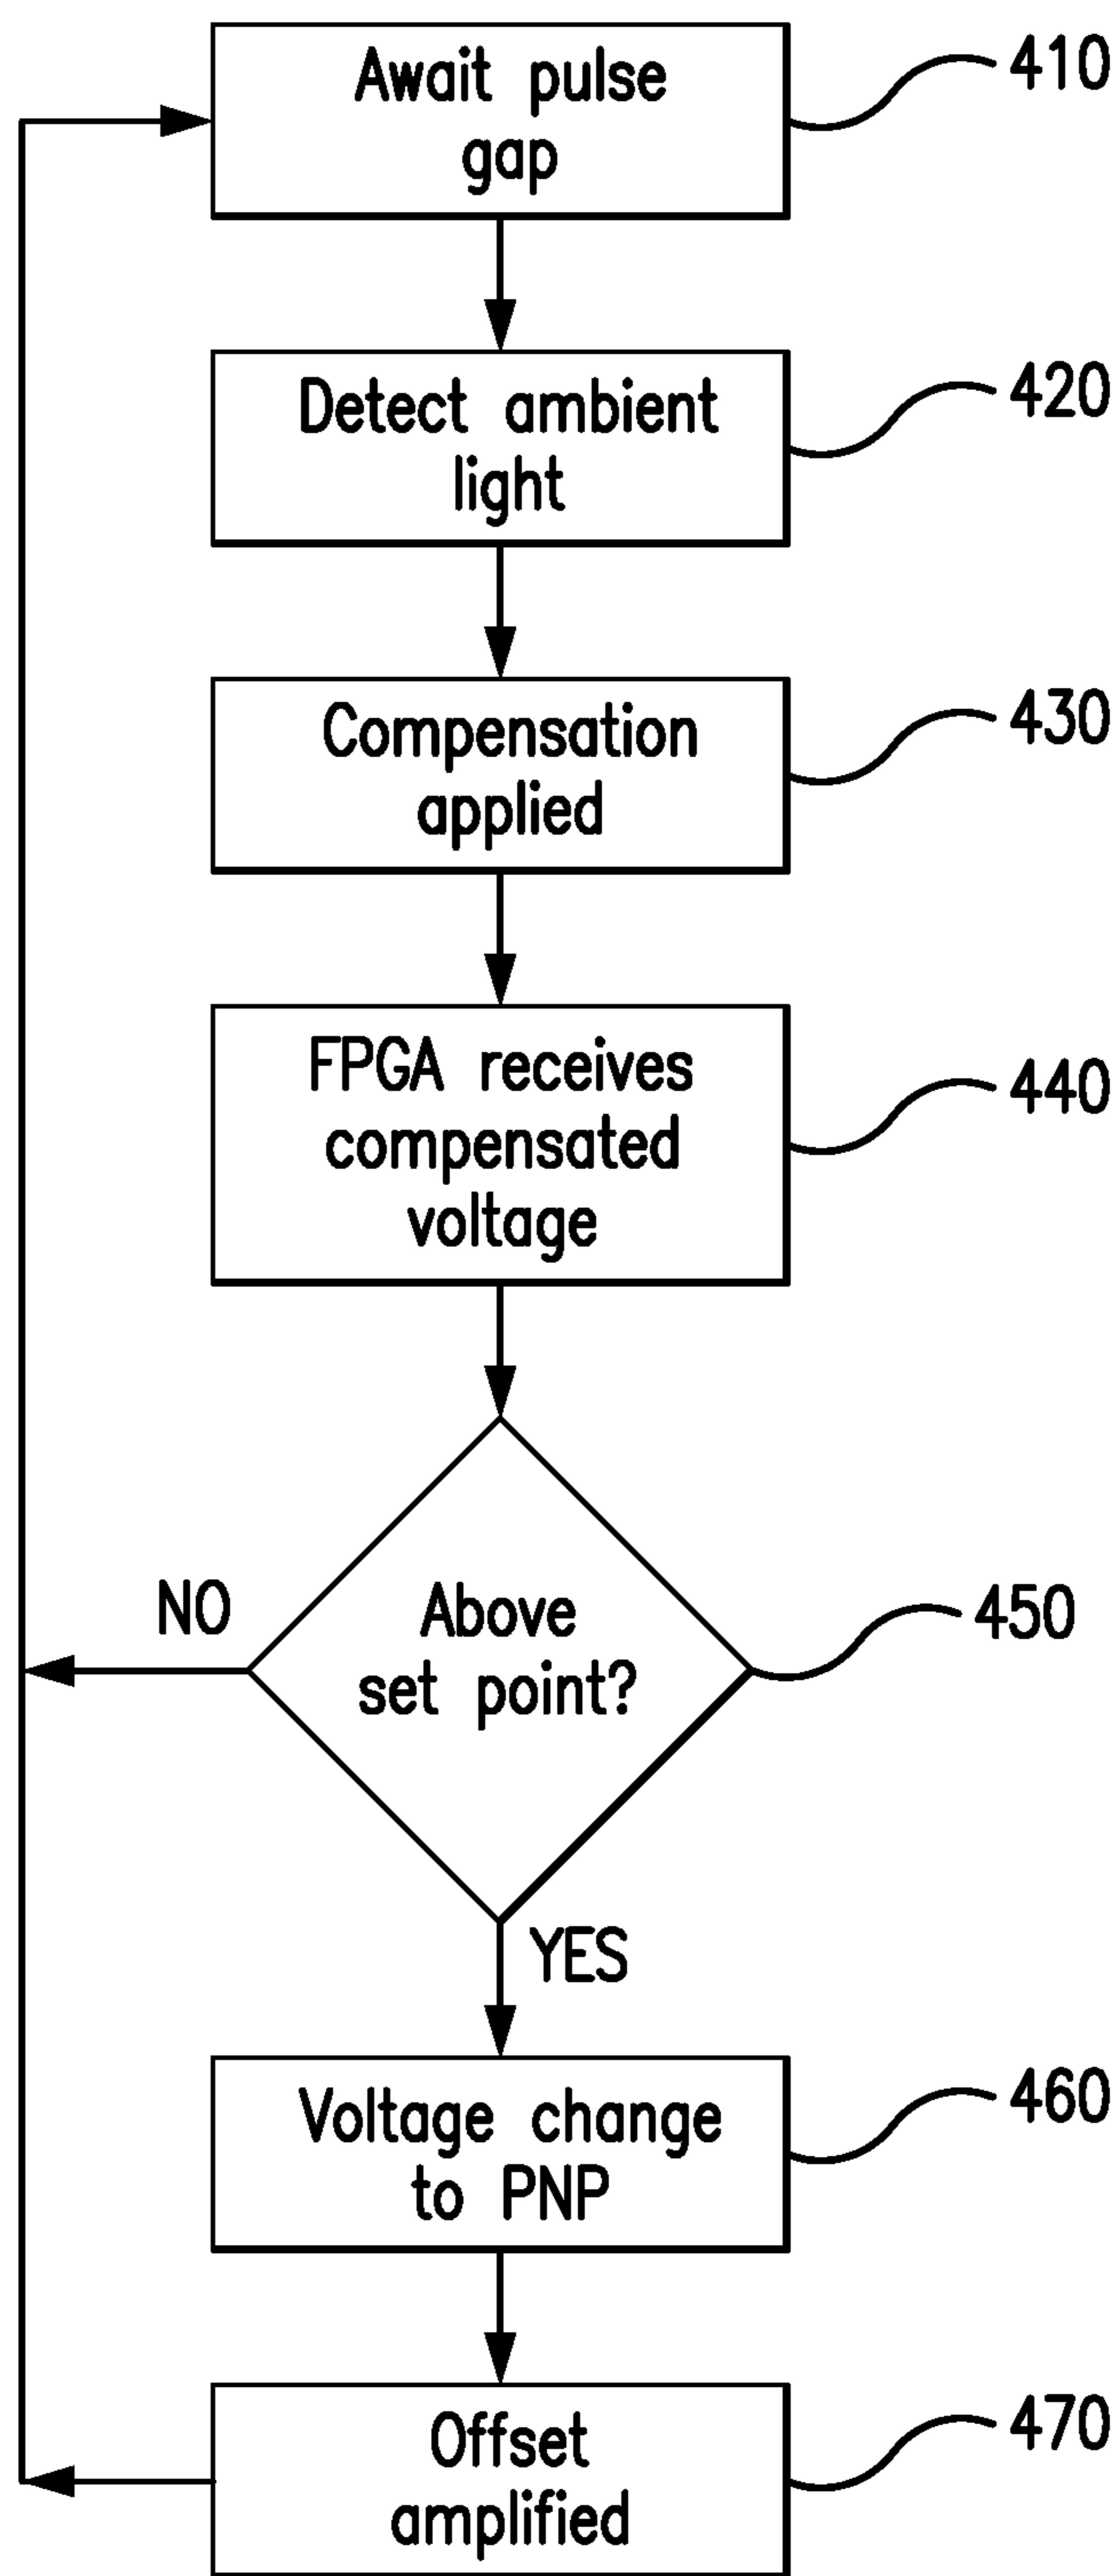 Await pulse
gap
410
Detect ambient
light
420
Compensation
applied
430
FPGA receives
compensated
voltage
440
NO
Above
set point?
450
YES
Voltage change
to PNP
460
Offset
amplified
470